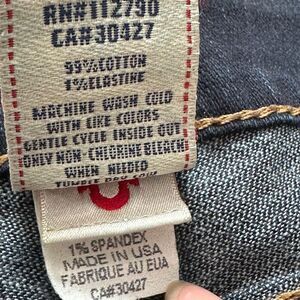 RN#112790
CA#30427
99% COTTON
1% ELASTINE
MACHINE WASH COLD
WITH LIKE COLORS
GENTLE CYCLE INSIDE OUT
ONLY NON-CHLORINE BLEACH
WHEN NEEDED
1% SPANDEX
MADE IN USA
FABRIQUE AU EUA
CA#30427